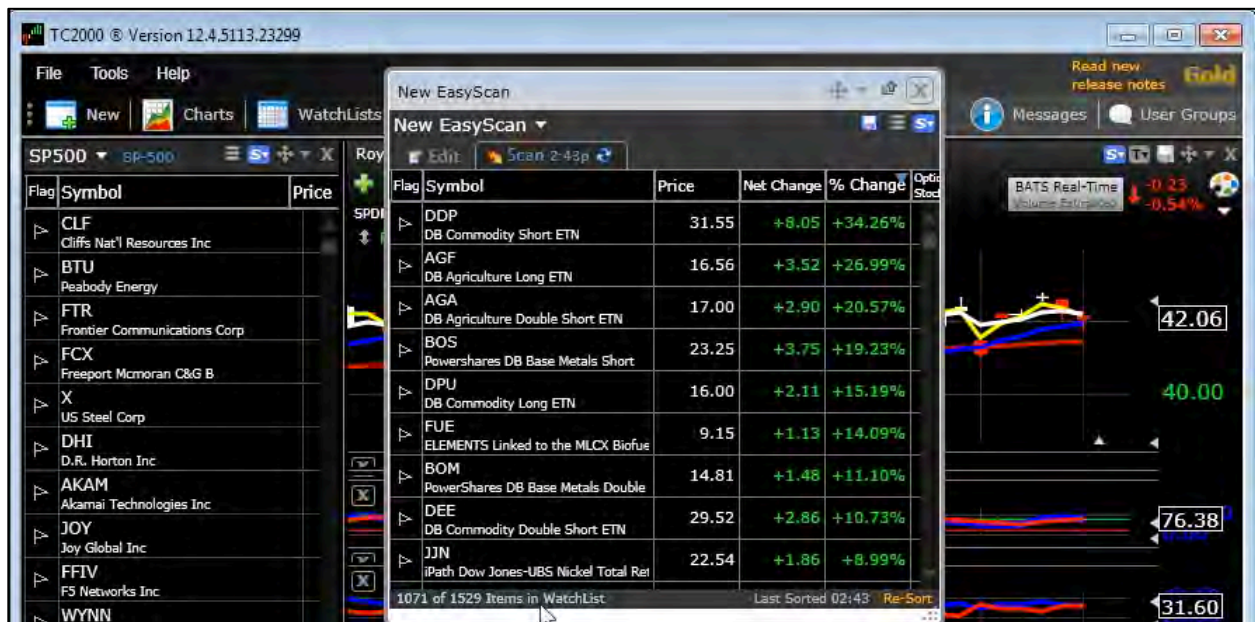 TC2000 ® Version 12.4.5113.23299
File Tools Help
Read new
release notes
Gold
New Charts WatchLists
Messages User Groups
SP500 SP-500
Roy
Flag Symbol Price
CLF
Cliffs Nat'l Resources Inc
BTU
Peabody Energy
FTR
Frontier Communications Corp
FCX
Freeport Mcmoran C&G B
X
US Steel Corp
DHI
D.R. Horton Inc
AKAM
Akamai Technologies Inc
JOY
Joy Global Inc
FFIV
F5 Networks Inc
WYNN
SPDR
New EasyScan
New EasyScan
Edit Scan 2:43p
Flag Symbol Price Net Change % Change Optio
Stoc
DDP 31.55 +8.05 +34.26%
DB Commodity Short ETN
AGF 16.56 +3.52 +26.99%
DB Agriculture Long ETN
AGA 17.00 +2.90 +20.57%
DB Agriculture Double Short ETN
BOS 23.25 +3.75 +19.23%
Powershares DB Base Metals Short
DPU 16.00 +2.11 +15.19%
DB Commodity Long ETN
FUE 9.15 +1.13 +14.09%
ELEMENTS Linked to the MLCX Biofue
BOM 14.81 +1.48 +11.10%
PowerShares DB Base Metals Double
DEE 29.52 +2.86 +10.73%
DB Commodity Double Short ETN
JJN 22.54 +1.86 +8.99%
iPath Dow Jones-UBS Nickel Total Ret
1071 of 1529 Items in WatchList Last Sorted 02:43 Re-Sort
BATS Real-Time
Volume Estimated
-0.23
-0.54%
42.06
40.00
76.38
31.60